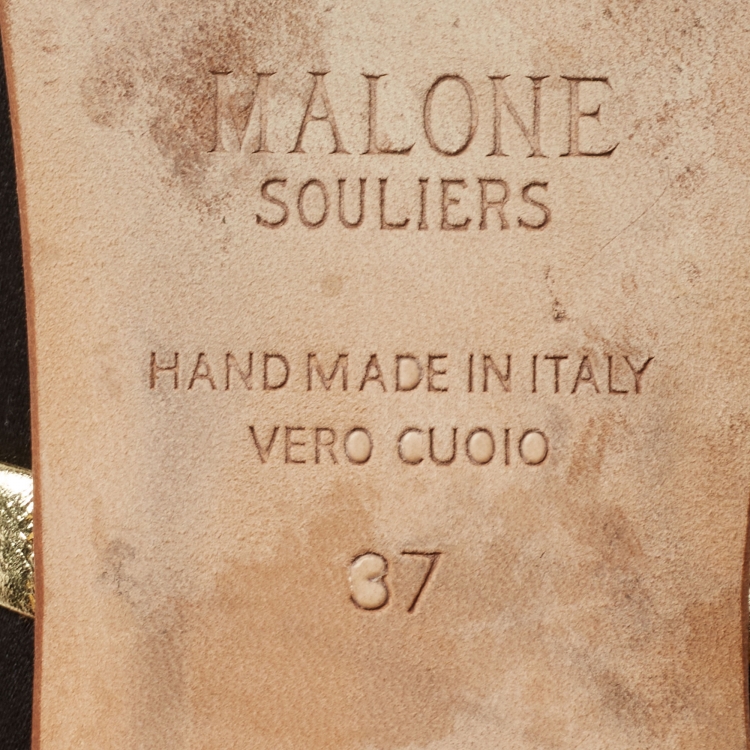 MALONE
SOULIERS
HAND MADE IN ITALY
VERO CUOIO
37